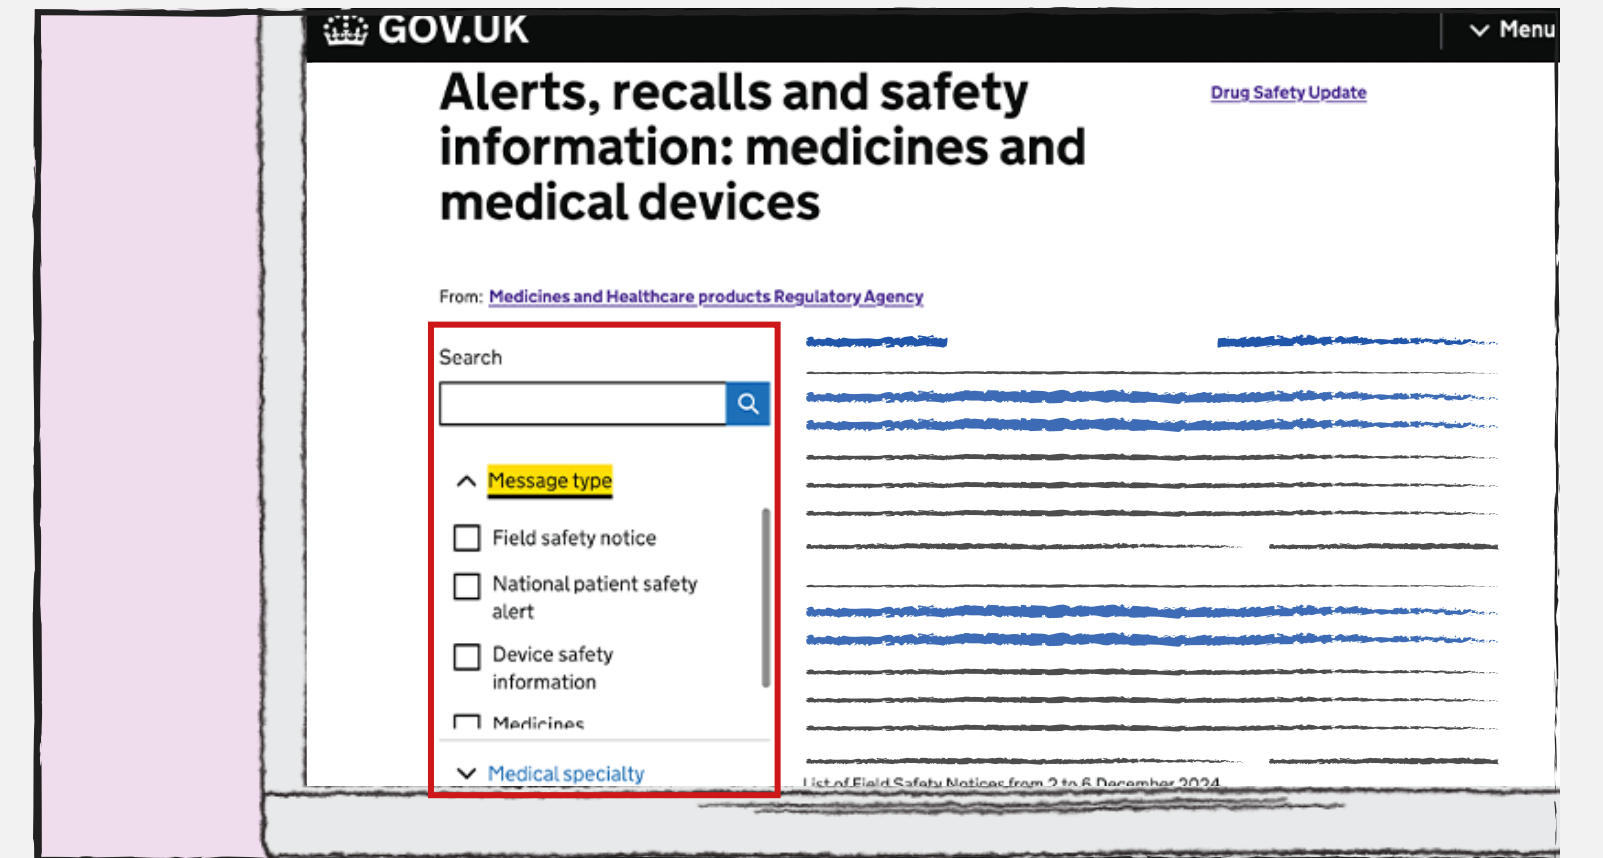 GOV.UK
Menu
Alerts, recalls and safety
information: medicines and
medical devices
Drug Safety Update
From: Medicines and Healthcare products Regulatory Agency
Search
Message type
Field safety notice
National patient safety
alert
Device safety
information
Medicines
Medical specialty
List of Field Safety Notices from 2 to 6 December 2024